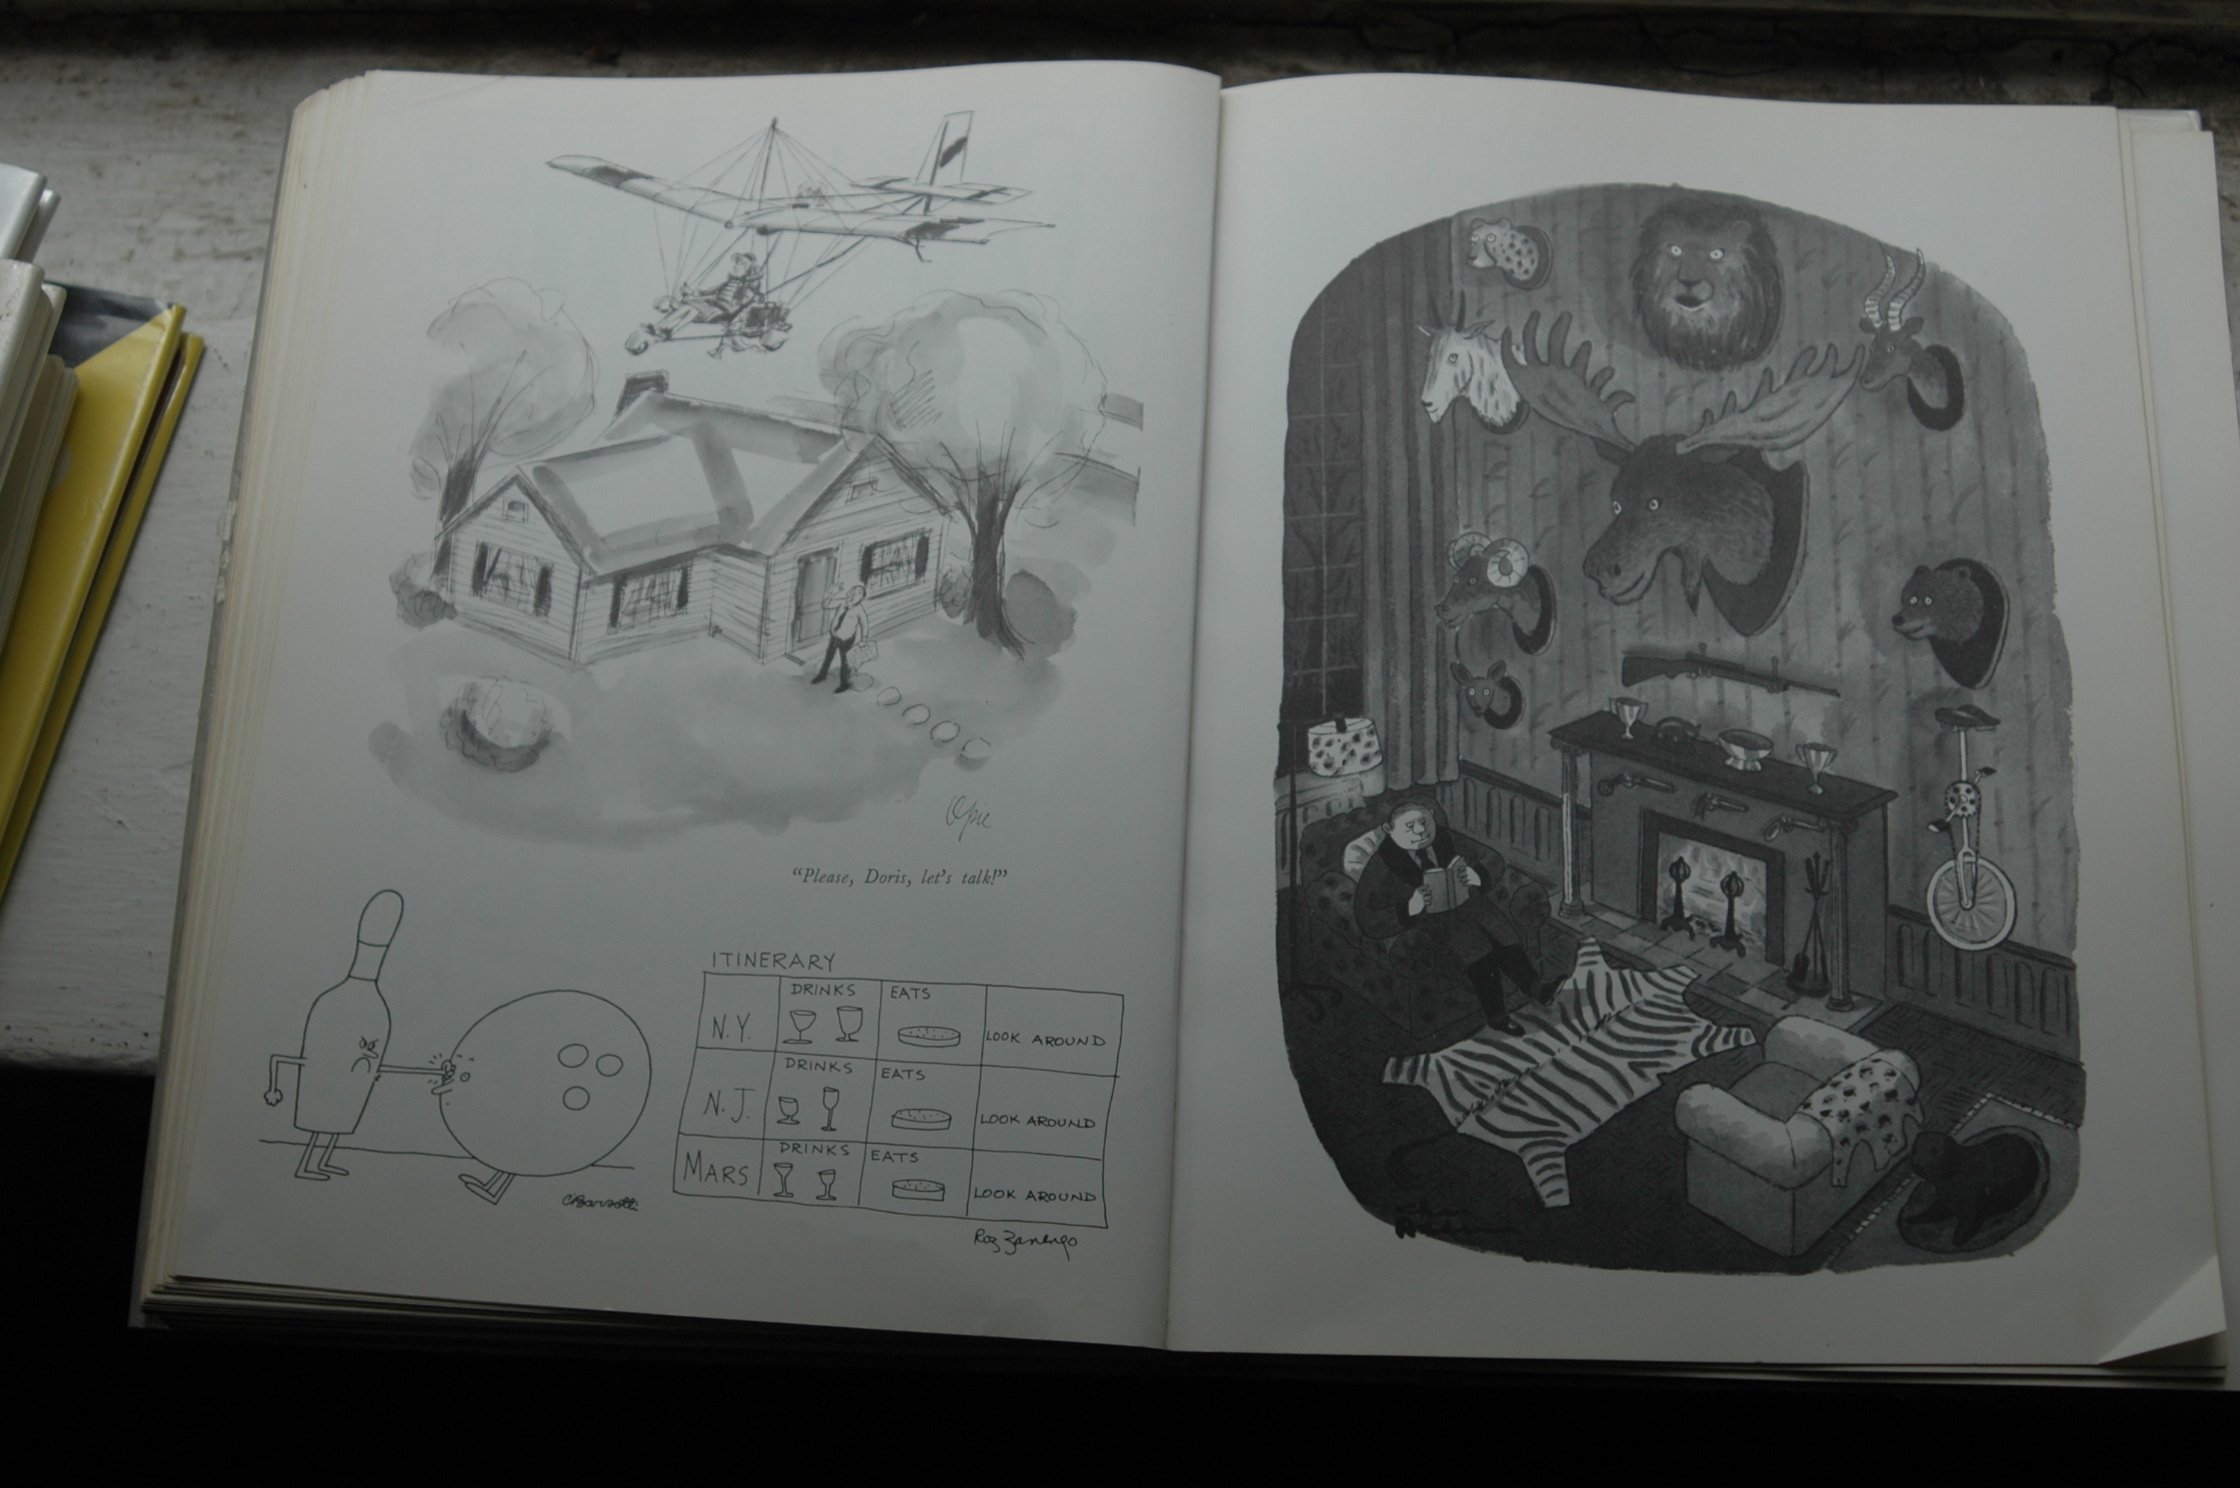 Opie
"Please, Doris, let's talk!"
CBarsotti
ITINERARY
N.Y. DRINKS EATS LOOK AROUND
N.J. DRINKS EATS LOOK AROUND
MARS DRINKS EATS LOOK AROUND
Roz Zanengo